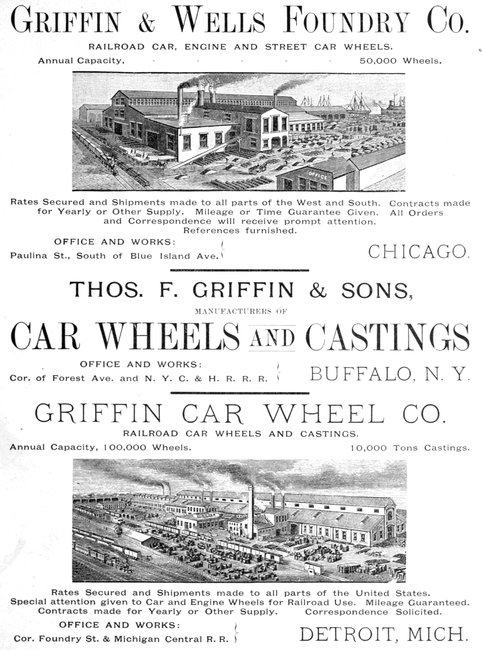 GRIFFIN & WELLS FOUNDRY CO.
RAILROAD CAR, ENGINE AND STREET CAR WHEELS.
Annual Capacity, . . . . . 50,000 Wheels.
OFFICE
Rates Secured and Shipments made to all parts of the West and South. Contracts made
for Yearly or Other Supply. Mileage or Time Guarantee Given. All Orders
and Correspondence will receive prompt attention.
References furnished.
OFFICE AND WORKS:
Paulina St., South of Blue Island Ave. CHICAGO.
THOS. F. GRIFFIN & SONS,
MANUFACTURERS OF
CAR WHEELS AND CASTINGS
OFFICE AND WORKS:
Cor. of Forest Ave. and N. Y. C. & H. R. R. R. BUFFALO, N. Y.
GRIFFIN CAR WHEEL CO.
RAILROAD CAR WHEELS AND CASTINGS.
Annual Capacity, 100,000 Wheels. 10,000 Tons Castings.
Rates Secured and Shipments made to all parts of the United States.
Special attention given to Car and Engine Wheels for Railroad Use. Mileage Guaranteed.
Contracts made for Yearly or Other Supply. Correspondence Solicited.
OFFICE AND WORKS:
Cor. Foundry St. & Michigan Central R. R. DETROIT, MICH.